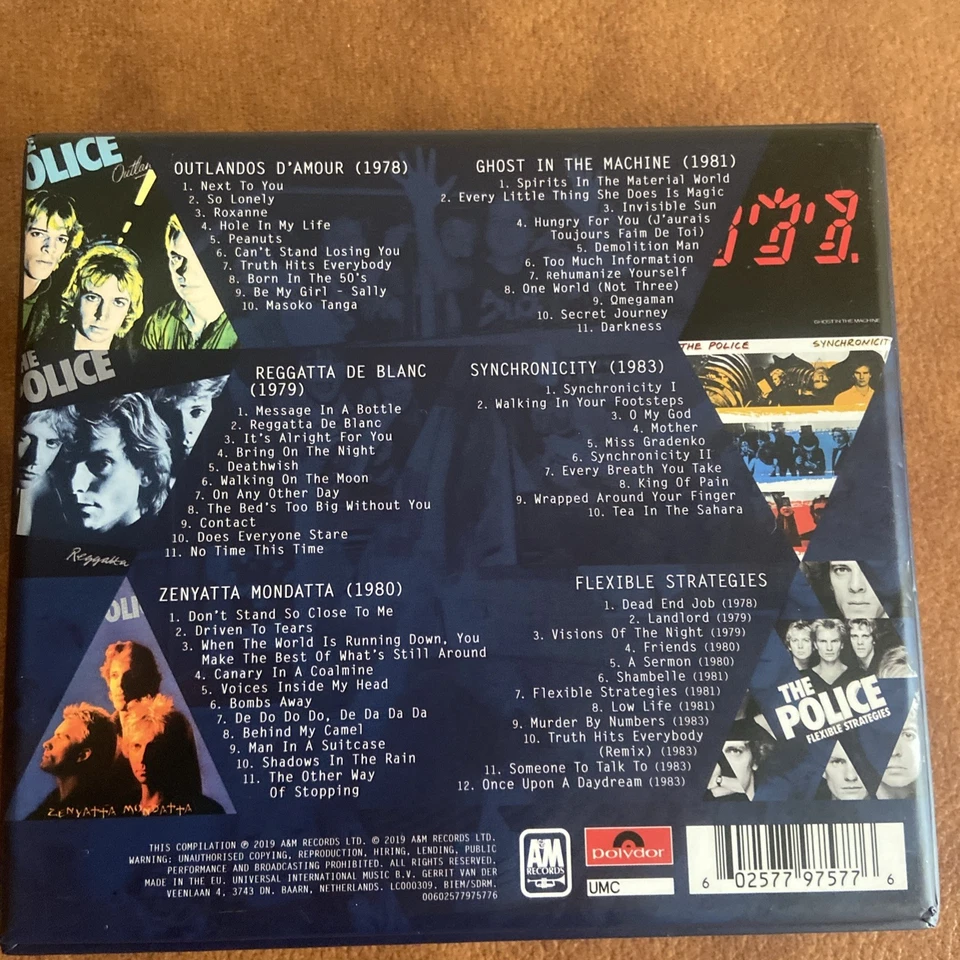 OLICE
Outlan
OUTLANDOS D'AMOUR (1978)
1. Next To You
2. So Lonely
3. Roxanne
4. Hole In My Life
5. Peanuts
6. Can't Stand Losing You
7. Truth Hits Everybody
8. Born In The 50's
9. Be My Girl - Sally
10. Masoko Tanga
THE
POLICE
REGGATTA DE BLANC
(1979)
1. Message In A Bottle
2. Reggatta De Blanc
3. It's Alright For You
4. Bring On The Night
5. Deathwish
6. Walking On The Moon
7. On Any Other Day
8. The Bed's Too Big Without You
9. Contact
10. Does Everyone Stare
11. No Time This Time
Reggatta
ZENYATTA MONDATTA (1980)
OLI
1. Don't Stand So Close To Me
2. Driven To Tears
3. When The World Is Running Down, You
Make The Best Of What's Still Around
4. Canary In A Coalmine
5. Voices Inside My Head
6. Bombs Away
7. De Do Do Do, De Da Da Da
8. Behind My Camel
9. Man In A Suitcase
10. Shadows In The Rain
11. The Other Way
Of Stopping
ZENYATTA MONDATTA
GHOST IN THE MACHINE (1981)
1. Spirits In The Material World
2. Every Little Thing She Does Is Magic
3. Invisible Sun
4. Hungry For You (J'aurais
Toujours Faim De Toi)
5. Demolition Man
6. Too Much Information
7. Rehumanize Yourself
8. One World (Not Three)
9. Ωmegaman
10. Secret Journey
11. Darkness
GHOST IN THE MACHINE
SYNCHRONICITY (1983)
THE POLICE
SYNCHRONICIT
1. Synchronicity I
2. Walking In Your Footsteps
3. O My God
4. Mother
5. Miss Gradenko
6. Synchronicity II
7. Every Breath You Take
8. King Of Pain
9. Wrapped Around Your Finger
10. Tea In The Sahara
FLEXIBLE STRATEGIES
1. Dead End Job (1978)
2. Landlord (1979)
3. Visions Of The Night (1979)
4. Friends (1980)
5. A Sermon (1980)
6. Shambelle (1981)
7. Flexible Strategies (1981)
8. Low Life (1981)
9. Murder By Numbers (1983)
10. Truth Hits Everybody
(Remix) (1983)
11. Someone To Talk To (1983)
12. Once Upon A Daydream (1983)
THE
POLICE
FLEXIBLE STRATEGIES
THIS COMPILATION ℗ 2019 A&M RECORDS LTD. © 2019 A&M RECORDS LTD.
WARNING: UNAUTHORISED COPYING, REPRODUCTION, HIRING, LENDING, PUBLIC
PERFORMANCE AND BROADCASTING PROHIBITED. ALL RIGHTS RESERVED.
MADE IN THE EU. UNIVERSAL INTERNATIONAL MUSIC B.V. GERRIT VAN DER
VEENLAAN 4, 3743 DN. BAARN, NETHERLANDS. LC000309. BIEM/SDRM.
00602577975776
A&M
RECORDS
polydor
UMC
6 02577 97577 6